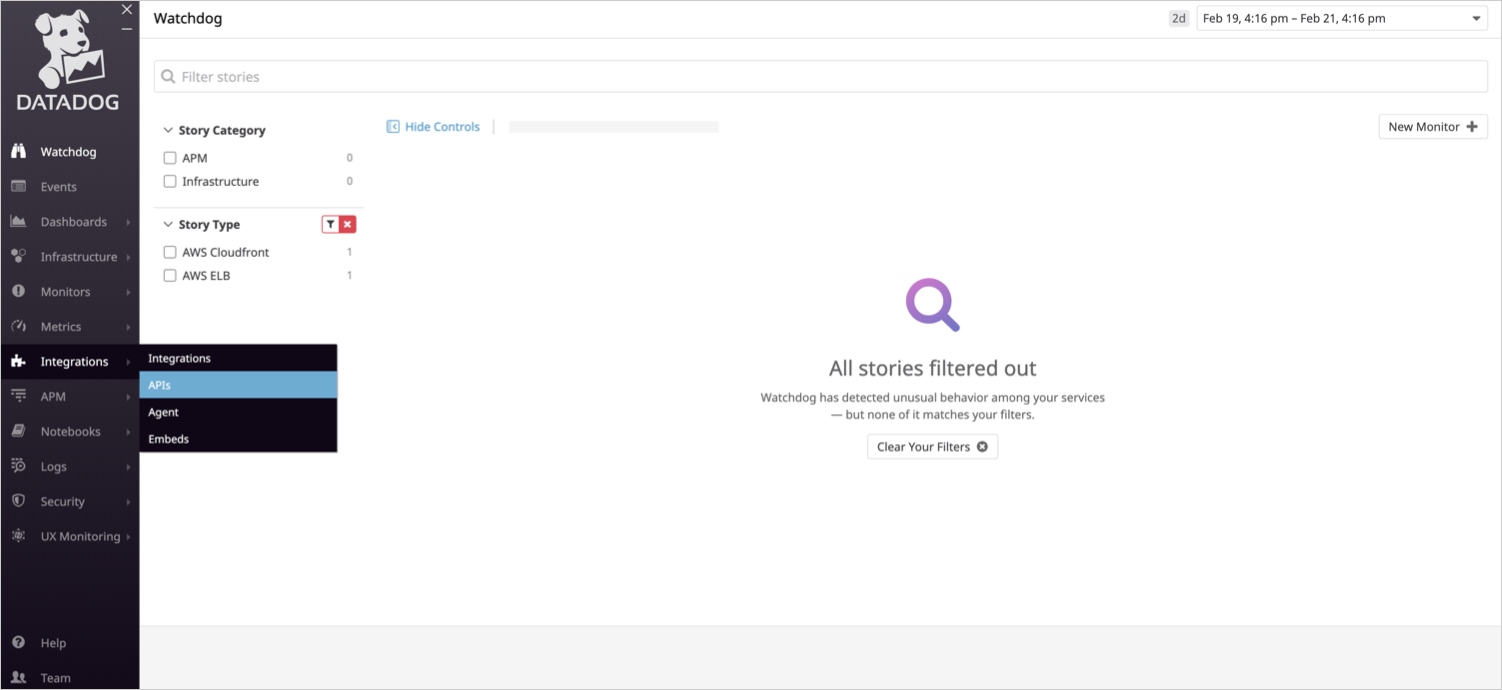 DATADOG
Watchdog
Events
Dashboards
Infrastructure
Monitors
Metrics
Integrations
APM
Notebooks
Logs
Security
UX Monitoring
Help
Team
Integrations
APIs
Agent
Embeds
Watchdog
2d
Feb 19, 4:16 pm – Feb 21, 4:16 pm
Filter stories
Story Category
APM 0
Infrastructure 0
Story Type
AWS Cloudfront 1
AWS ELB 1
Hide Controls
New Monitor
All stories filtered out
Watchdog has detected unusual behavior among your services
— but none of it matches your filters.
Clear Your Filters